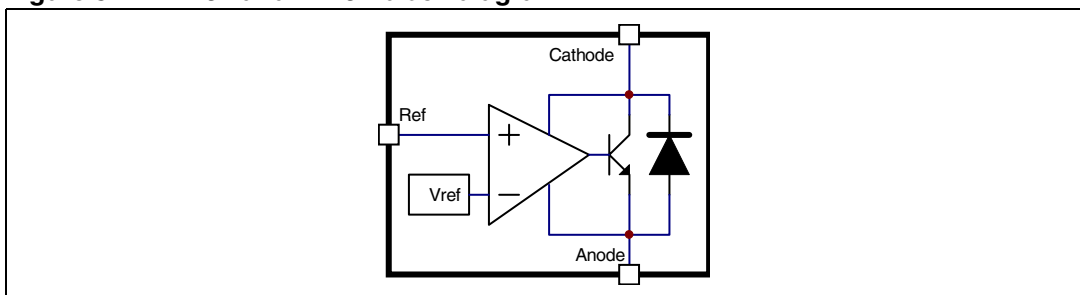 Cathode
Ref
+
−
Vref
Anode